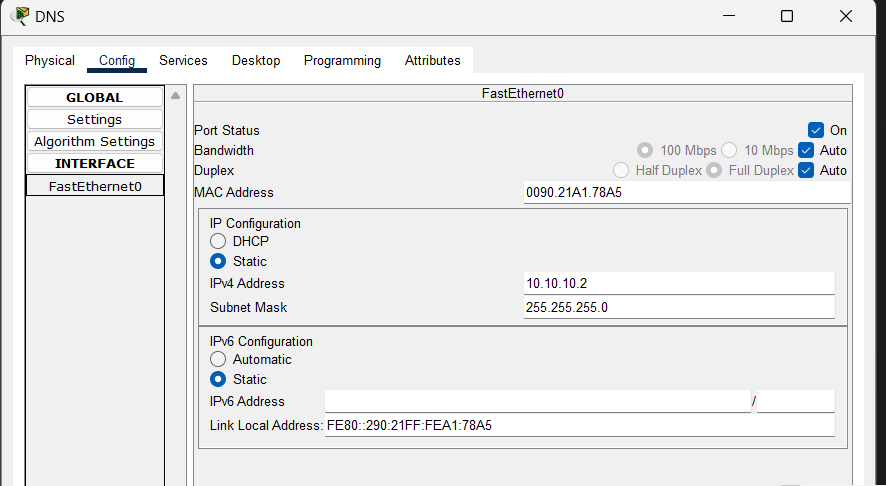 DNS
Physical Config Services Desktop Programming Attributes
GLOBAL
Settings
Algorithm Settings
INTERFACE
FastEthernet0
FastEthernet0
Port Status On
Bandwidth 100 Mbps 10 Mbps Auto
Duplex Half Duplex Full Duplex Auto
MAC Address 0090.21A1.78A5
IP Configuration
DHCP
Static
IPv4 Address 10.10.10.2
Subnet Mask 255.255.255.0
IPv6 Configuration
Automatic
Static
IPv6 Address /
Link Local Address: FE80::290:21FF:FEA1:78A5